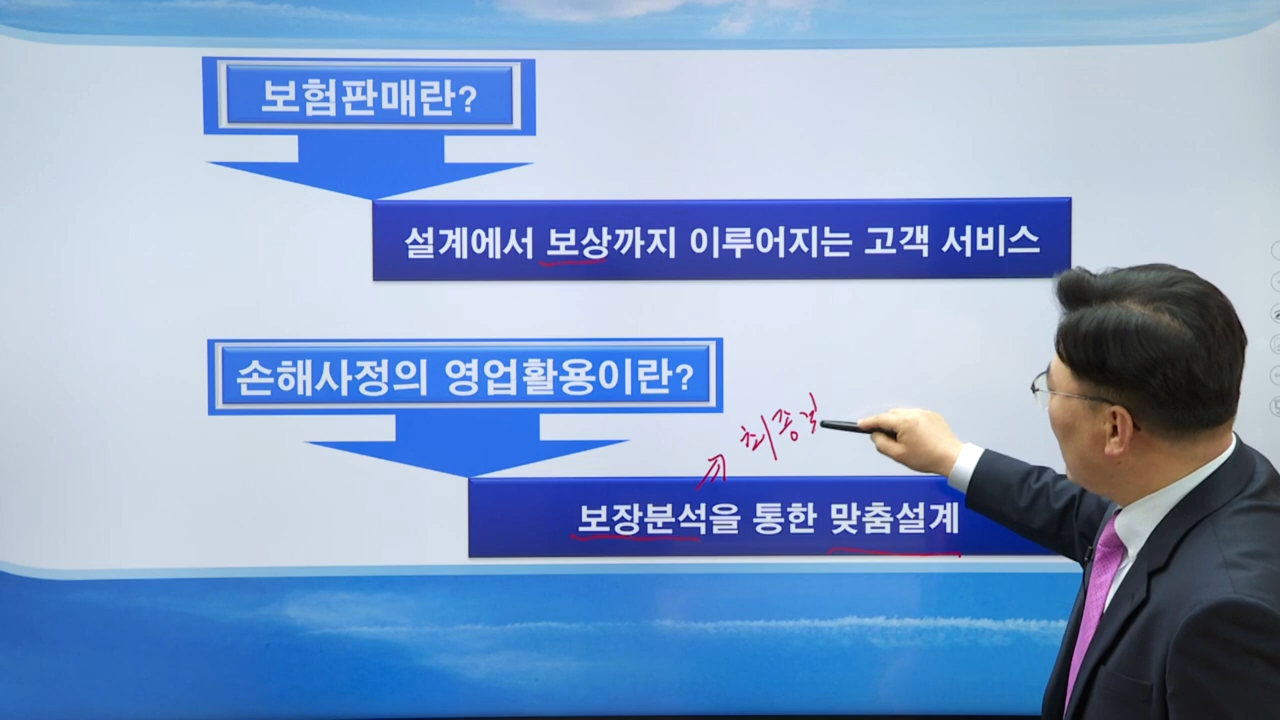 보험판매란?
설계에서 보상까지 이루어지는 고객 서비스
손해사정의 영업활용이란?
최종
보장분석을 통한 맞춤설계